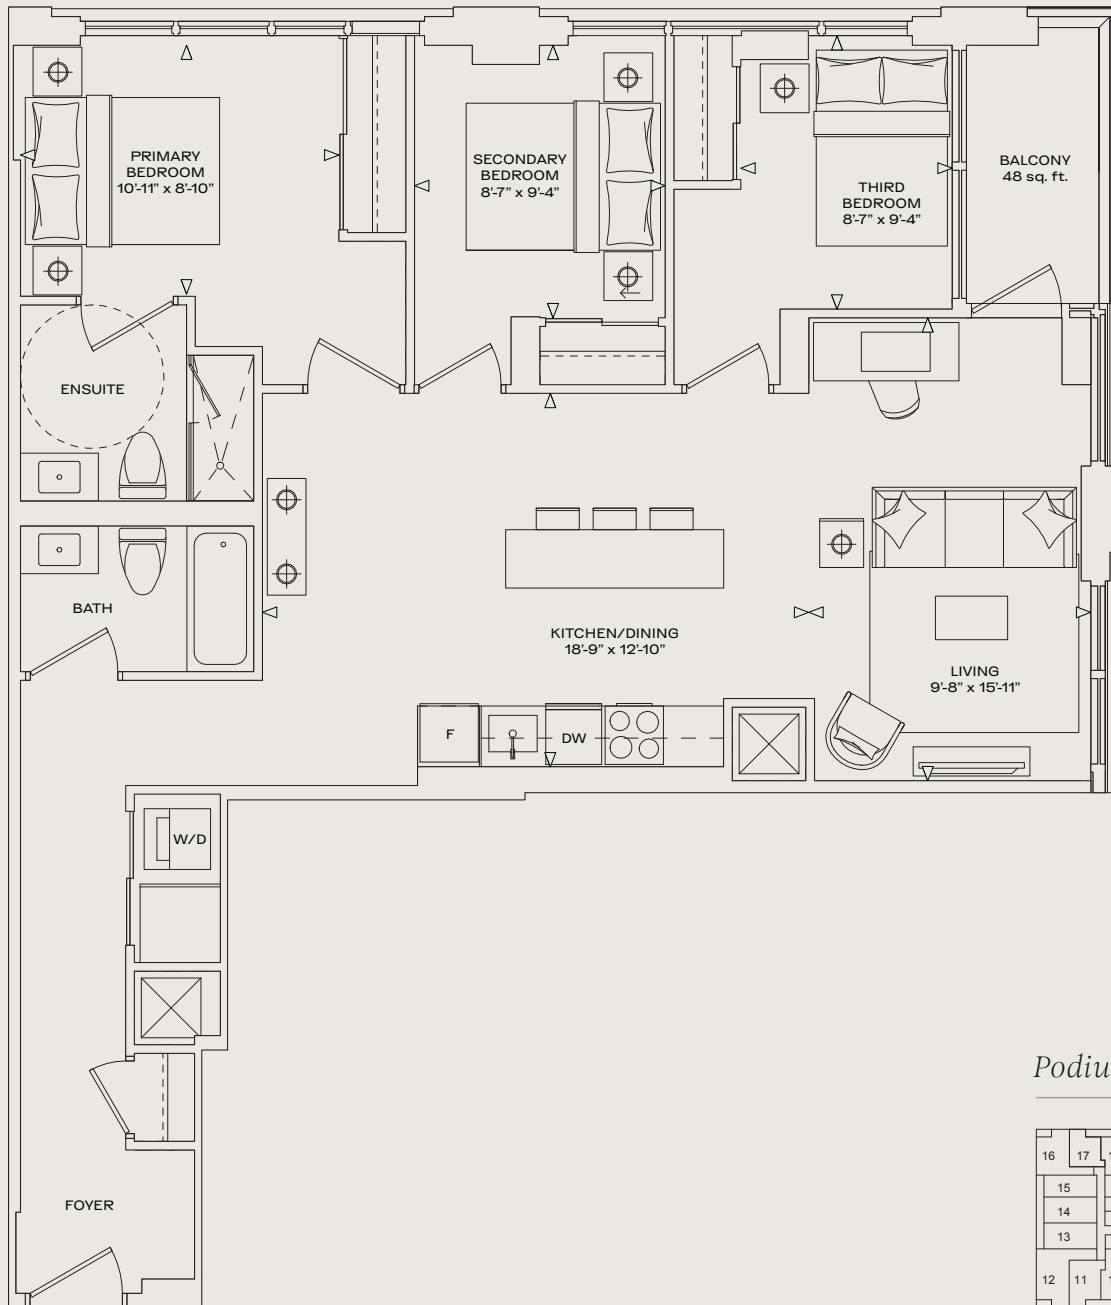 PRIMARY
BEDROOM
10'-11" x 8'-10"
SECONDARY
BEDROOM
8'-7" x 9'-4"
THIRD
BEDROOM
8'-7" x 9'-4"
BALCONY
48 sq. ft.
ENSUITE
BATH
KITCHEN/DINING
18'-9" x 12'-10"
LIVING
9'-8" x 15'-11"
F
DW
W/D
FOYER
Podiu
16 17
15
14
13
12 11